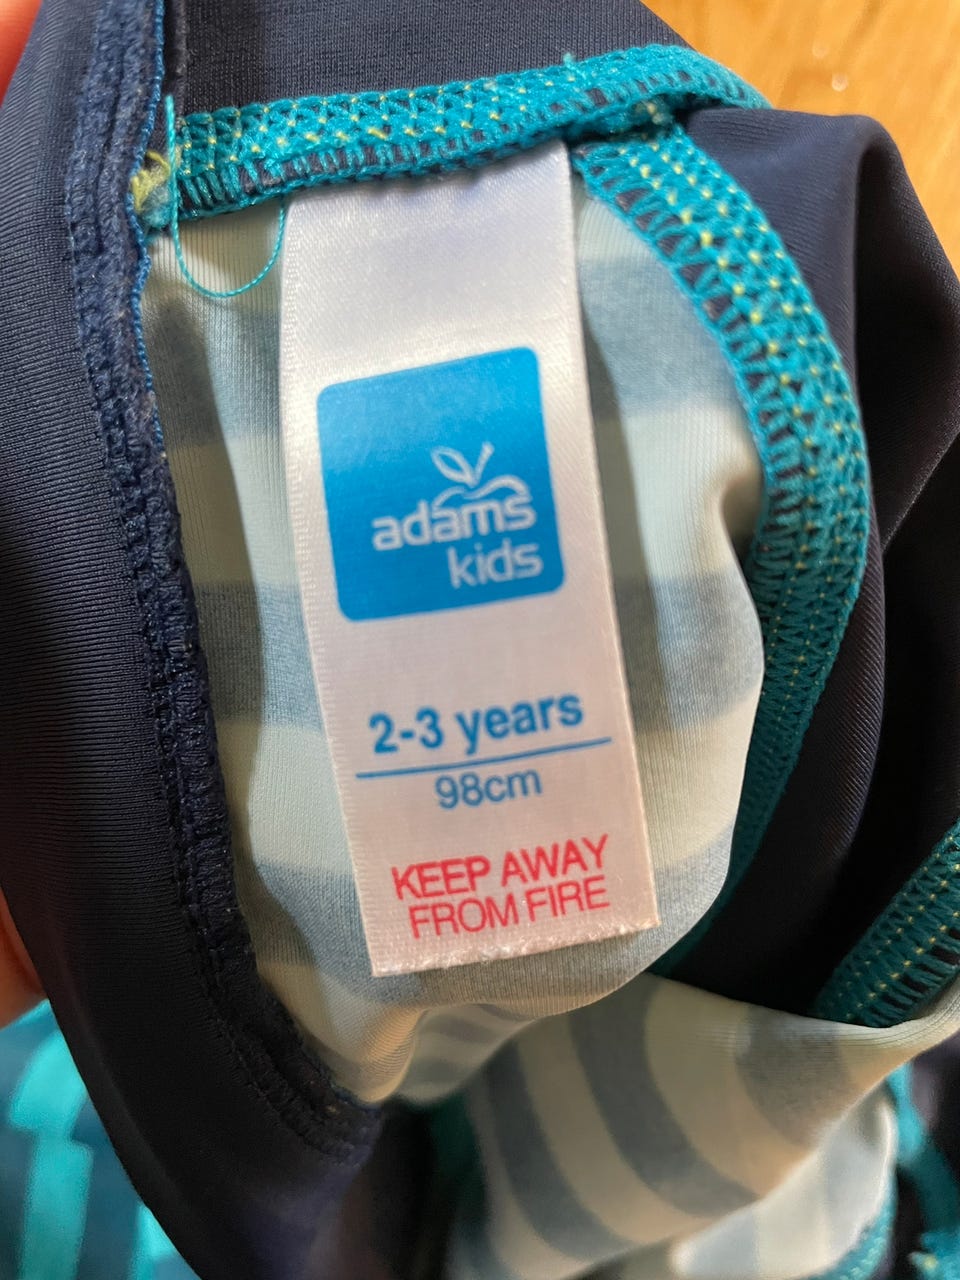 adams
kids
2-3 years
98cm
KEEP AWAY
FROM FIRE